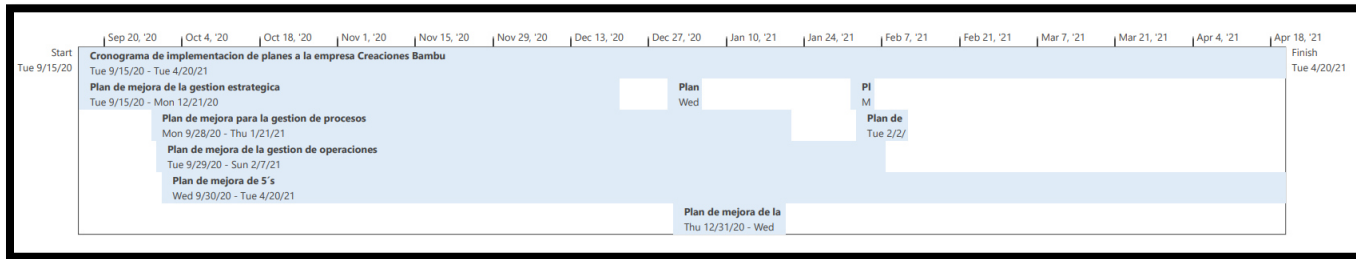 Sep 20, '20 Oct 4, '20 Oct 18, '20 Nov 1, '20 Nov 15, '20 Nov 29, '20 Dec 13, '20 Dec 27, '20 Jan 10, '21 Jan 24, '21 Feb 7, '21 Feb 21, '21 Mar 7, '21 Mar 21, '21 Apr 4, '21 Apr 18, '21
Start
Tue 9/15/20
Cronograma de implementacion de planes a la empresa Creaciones Bambu
Tue 9/15/20 - Tue 4/20/21
Finish
Tue 4/20/21
Plan de mejora de la gestion estrategica
Tue 9/15/20 - Mon 12/21/20
Plan
Wed
Pl
M
Plan de mejora para la gestion de procesos
Mon 9/28/20 - Thu 1/21/21
Plan de
Tue 2/2/
Plan de mejora de la gestion de operaciones
Tue 9/29/20 - Sun 2/7/21
Plan de mejora de 5´s
Wed 9/30/20 - Tue 4/20/21
Plan de mejora de la
Thu 12/31/20 - Wed